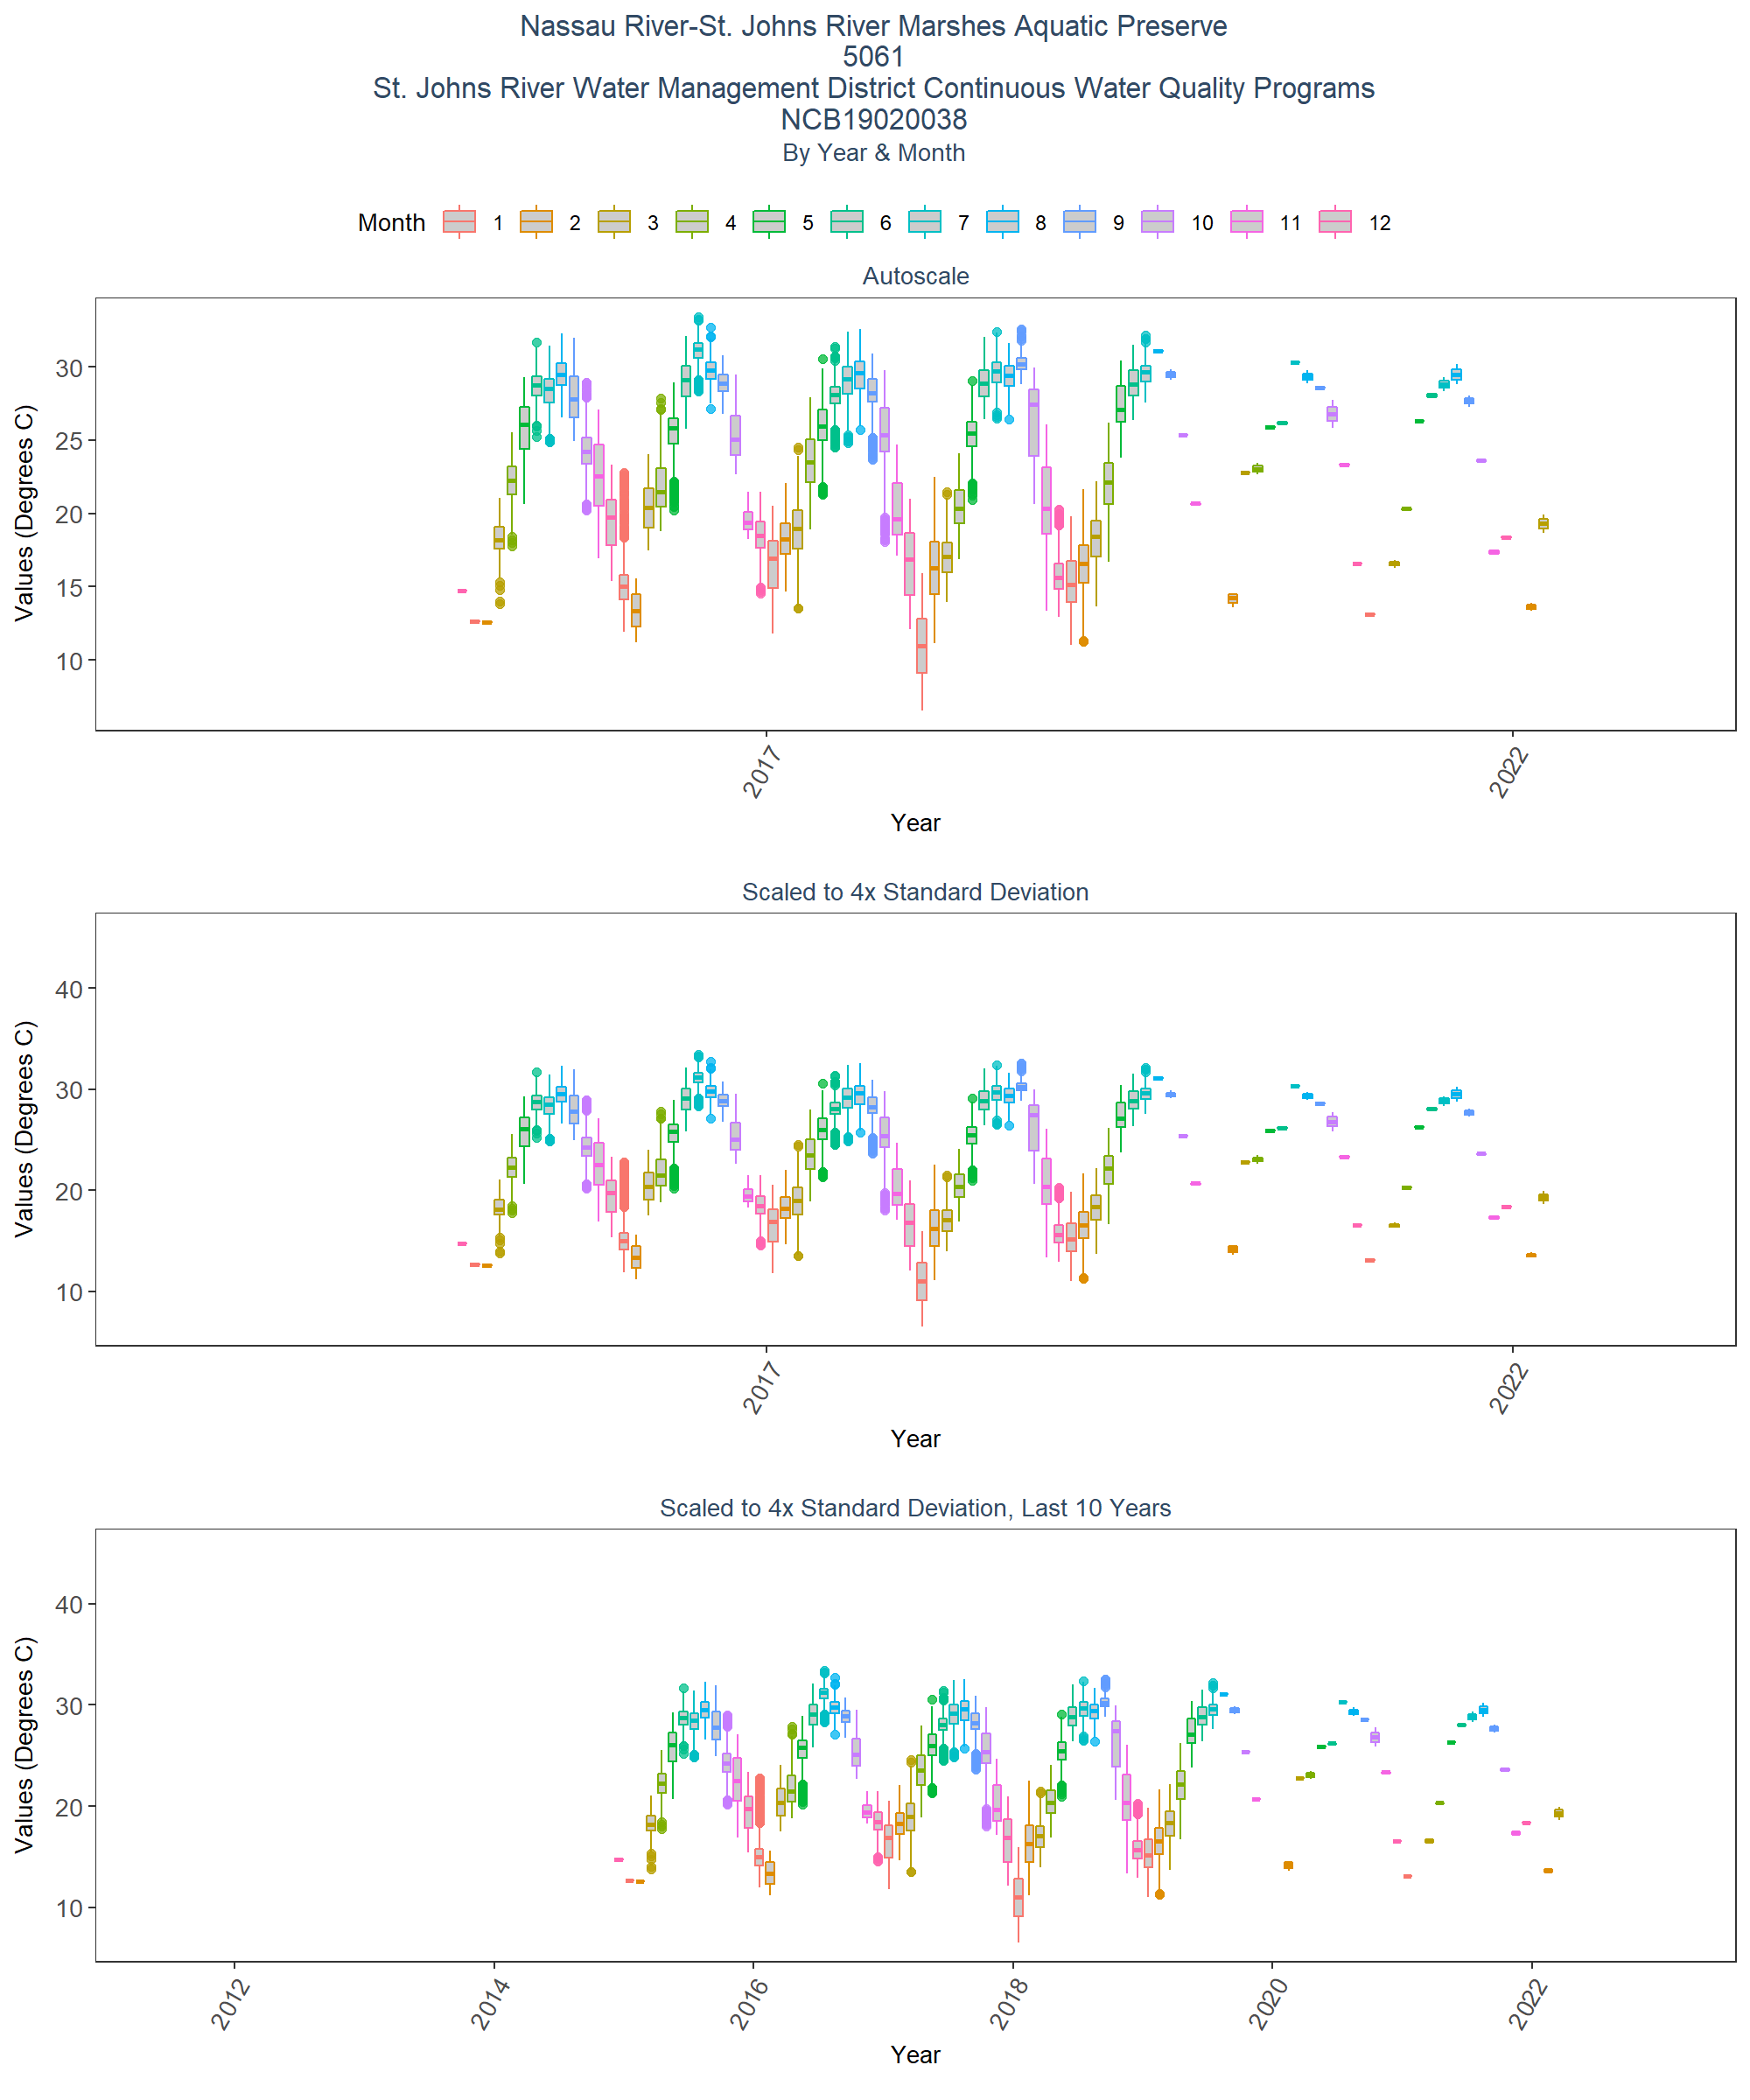 Nassau River-St. Johns River Marshes Aquatic Preserve
5061
St. Johns River Water Management District Continuous Water Quality Programs
NCB19020038
By Year & Month
Month 1 2 3 4 5 6 7 8 9 10 11 12
Autoscale
Values (Degrees C)
30
25
20
15
10
2017 2022
Year
Scaled to 4x Standard Deviation
Values (Degrees C)
40
30
20
10
2017 2022
Year
Scaled to 4x Standard Deviation, Last 10 Years
Values (Degrees C)
40
30
20
10
2012 2014 2016 2018 2020 2022
Year